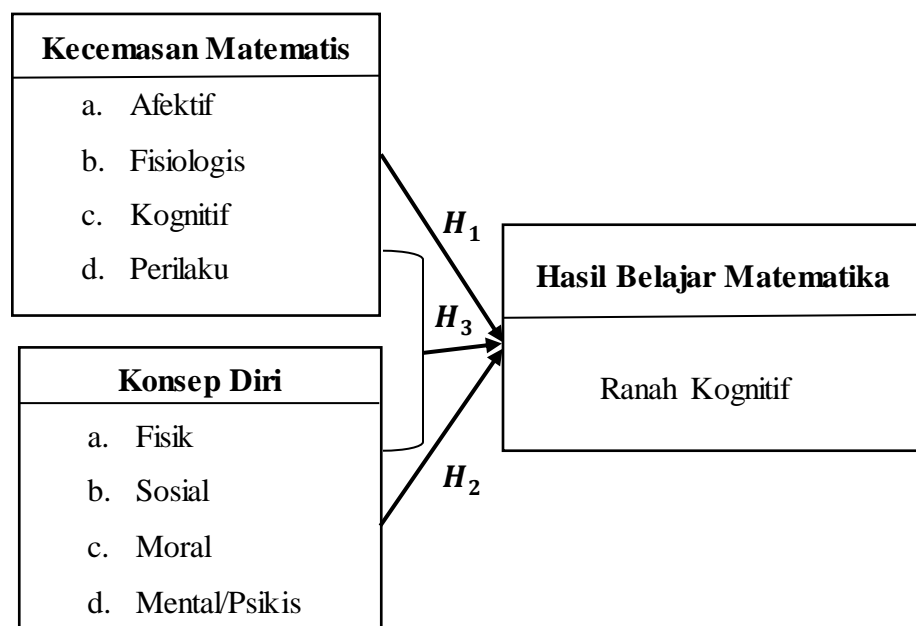 Kecemasan Matematis
a. Afektif
b. Fisiologis
c. Kognitif
d. Perilaku
Konsep Diri
a. Fisik
b. Sosial
c. Moral
d. Mental/Psikis
H₁
H₃
H₂
Hasil Belajar Matematika
Ranah Kognitif